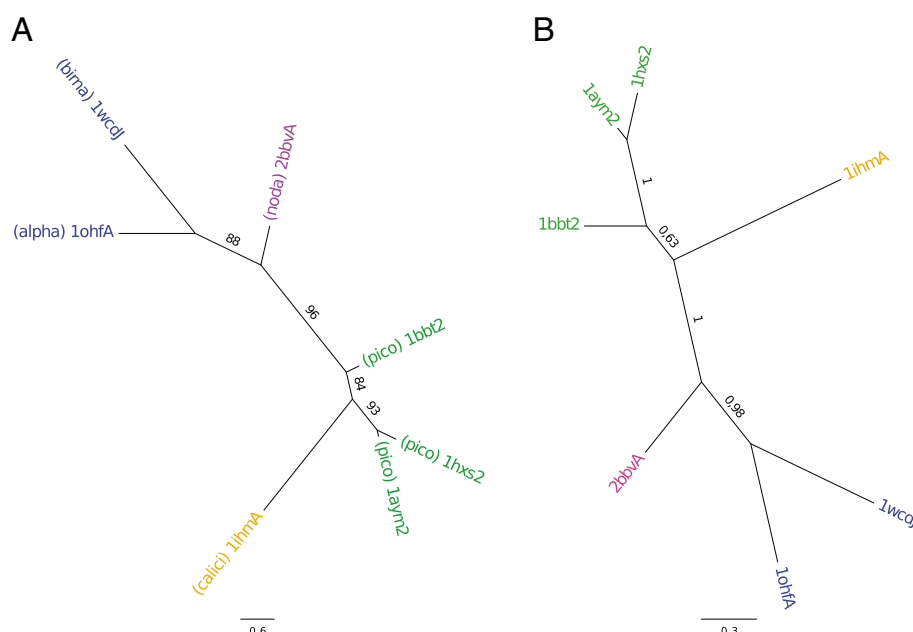 A
B
(birna) 1wcdJ
(noda) 2bbvA
(alpha) 1ohfA
88
96
(pico) 1bbt2
84
93
(pico) 1hxs2
(pico) 1aym2
(calici) 1ihmA
0.6
1hxs2
1aym2
1ihmA
1
1bbt2
0,63
1
0,98
2bbvA
1wcdJ
1ohfA
0.3